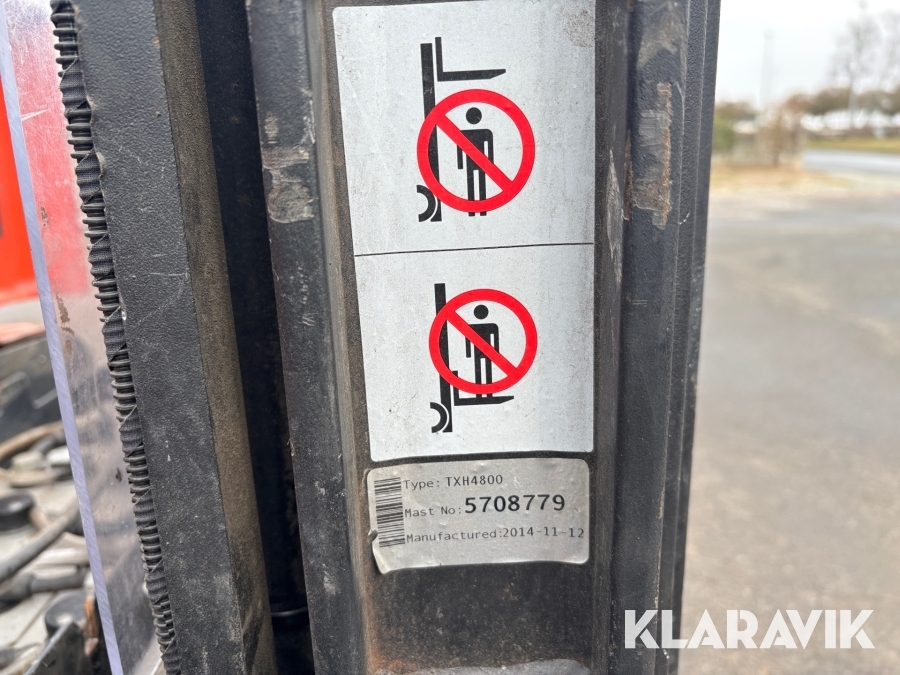 Type: TXH4800
Mast No: 5708779
Manufactured: 2014-11-12
KLARAVIK